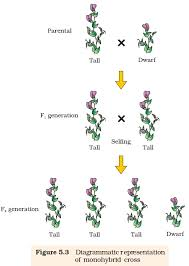 Parental
× 
Tall Dwarf
F₁ generation
×
Selfing
Tall Tall
F₂ generation
Tall Tall Tall Dwarf
Figure 5.3 Diagrammatic representation
of monohybrid cross